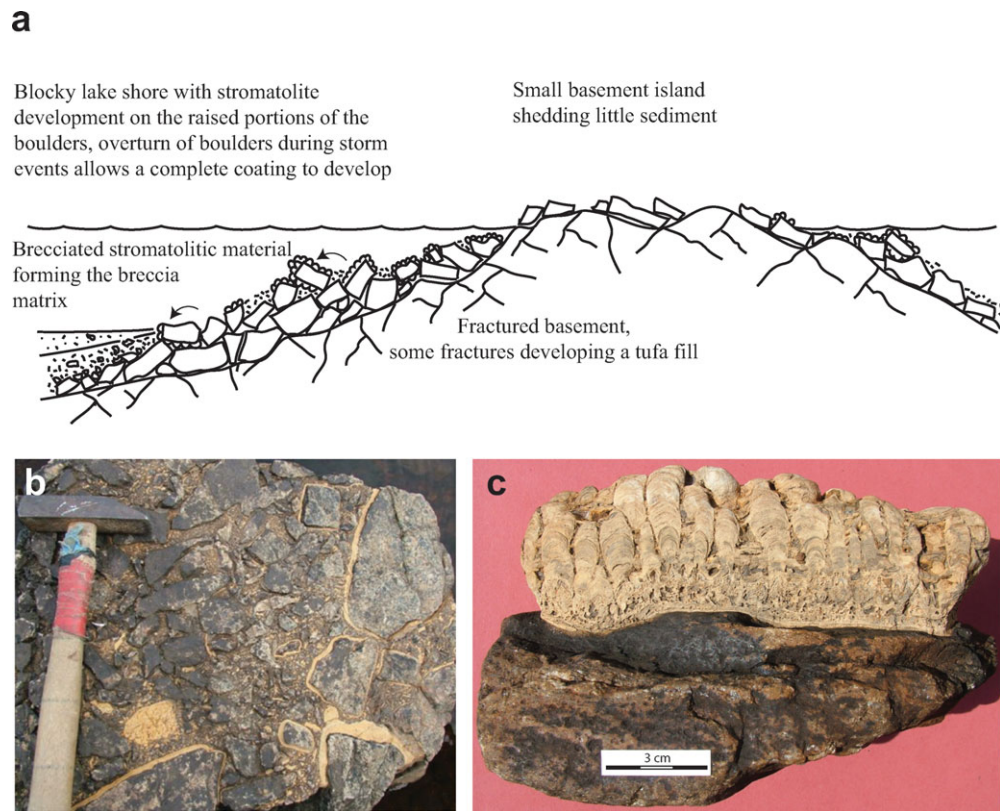 a
Blocky lake shore with stromatolite
development on the raised portions of the
boulders, overturn of boulders during storm
events allows a complete coating to develop
Small basement island
shedding little sediment
Brecciated stromatolitic material
forming the breccia
matrix
Fractured basement,
some fractures developing a tufa fill
b
c
3 cm